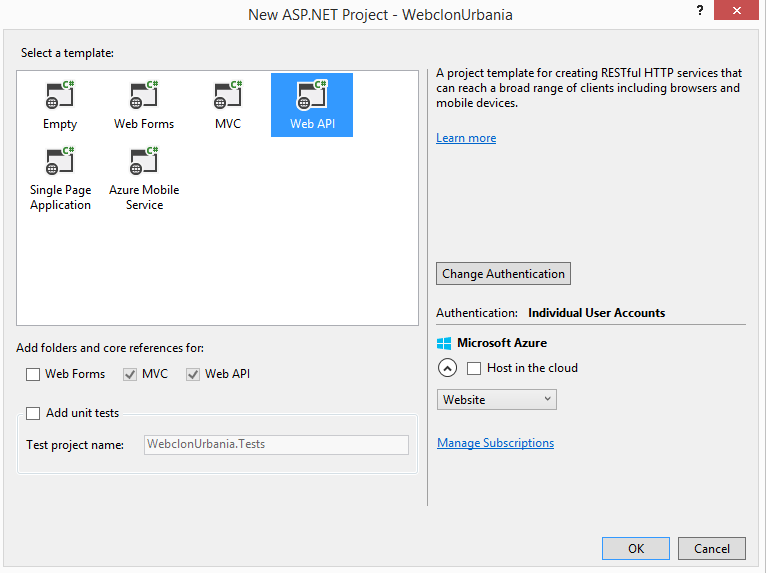 New ASP.NET Project - WebclonUrbania
?
×
Select a template:
C#
C#
C#
C#
Empty
Web Forms
MVC
Web API
C#
C#
Single Page
Application
Azure Mobile
Service
A project template for creating RESTful HTTP services that
can reach a broad range of clients including browsers and
mobile devices.
Learn more
Change Authentication
Authentication: Individual User Accounts
Microsoft Azure
Host in the cloud
Website
Manage Subscriptions
Add folders and core references for:
Web Forms
MVC
Web API
Add unit tests
Test project name:
WebclonUrbania.Tests
OK
Cancel